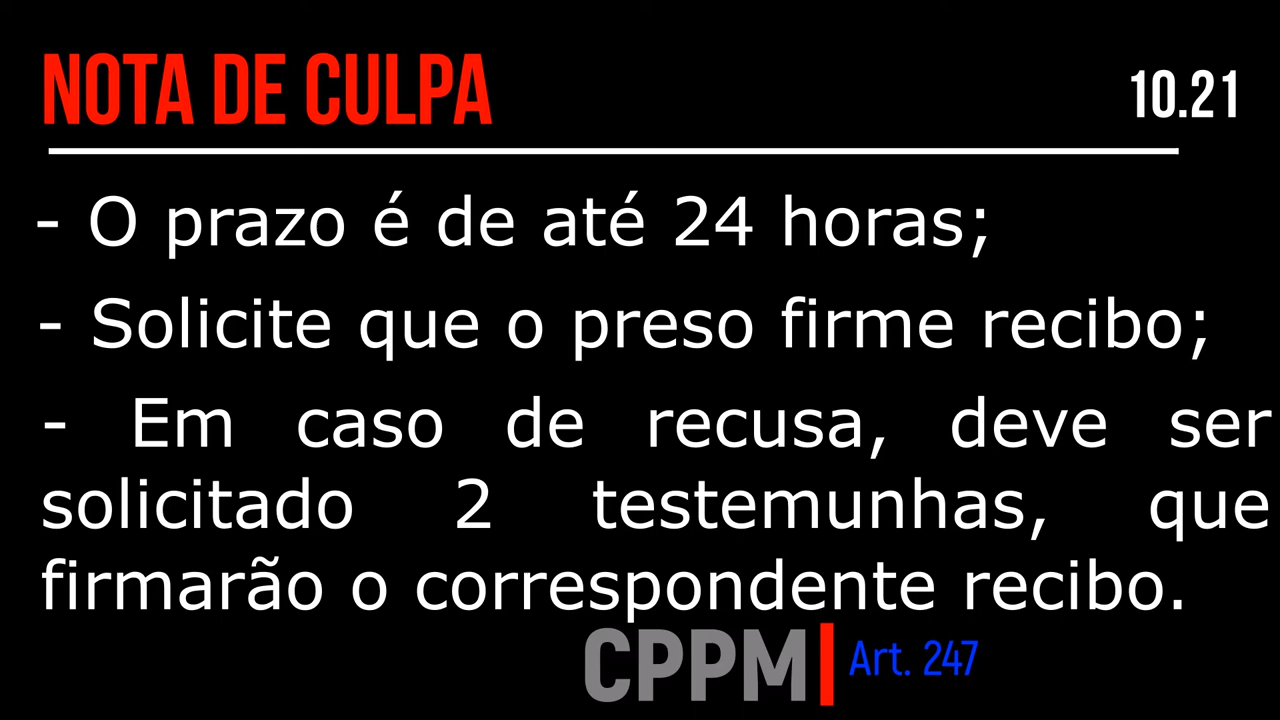 NOTA DE CULPA
10.21
- O prazo é de até 24 horas;
- Solicite que o preso firme recibo;
- Em caso de recusa, deve ser
solicitado 2 testemunhas, que
firmarão o correspondente recibo.
CPPM Art. 247